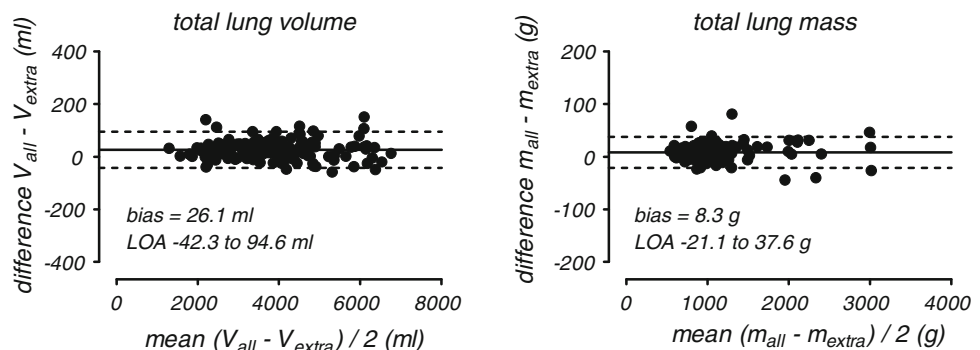 total lung volume
difference V_all - V_extra (ml)
400
200
0
-200
-400
bias = 26.1 ml
LOA -42.3 to 94.6 ml
0 2000 4000 6000 8000
mean (V_all - V_extra) / 2 (ml)
total lung mass
difference m_all - m_extra (g)
200
100
0
-100
-200
bias = 8.3 g
LOA -21.1 to 37.6 g
0 1000 2000 3000 4000
mean (m_all - m_extra) / 2 (g)